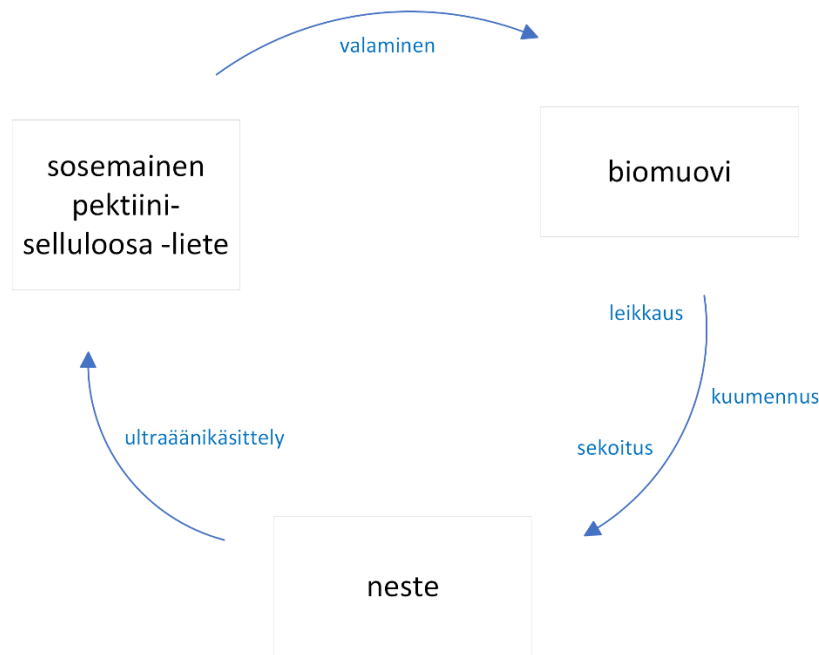 valaminen
sosemainen
pektiini-
selluloosa -liete
biomuovi
leikkaus
kuumennus
sekoitus
ultraäänikäsittely
neste